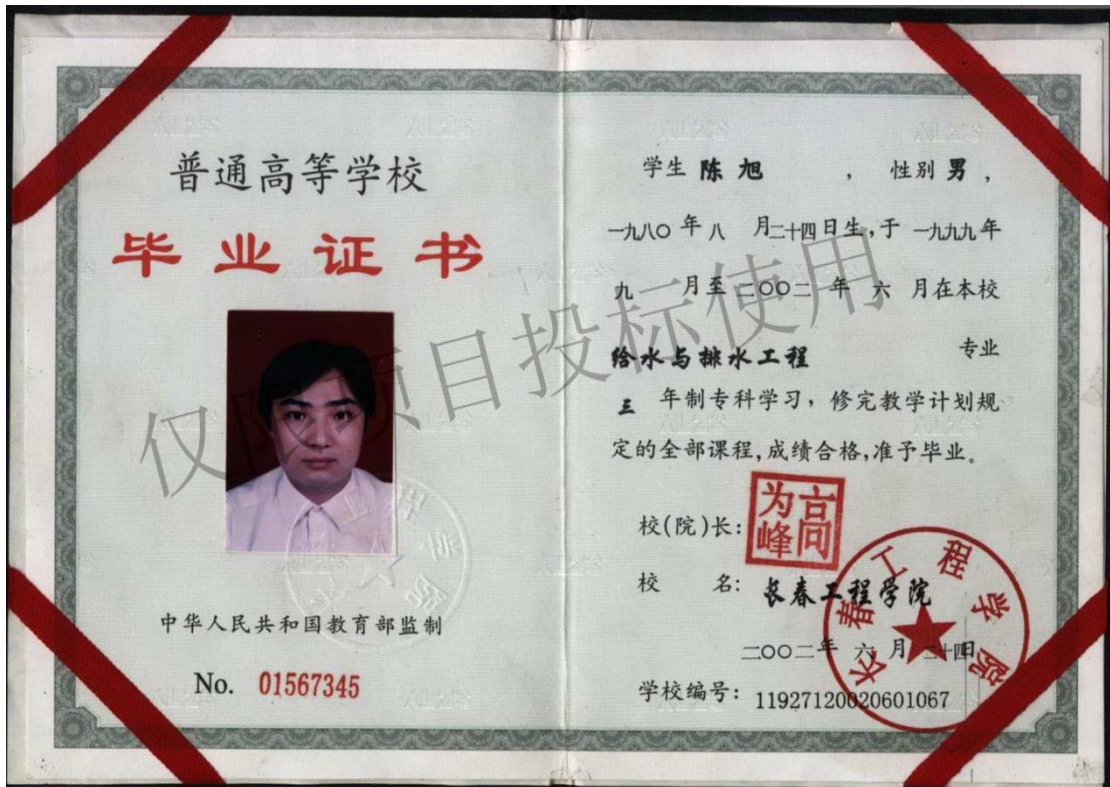 普通高等学校
毕业证书
中华人民共和国教育部监制
No. 01567345
学生 陈旭 ， 性别 男 ，
一九八〇年八月二十四日生，于一九九九年
九月至二〇〇二年六月在本校
给水与排水工程 专业
三年制专科学习，修完教学计划规
定的全部课程，成绩合格，准予毕业。
校(院)长：
高为峰
校 名：长春工程学院
二〇〇二年六月二十四日
学校编号：11927120020601067
长春工程学院
仅限项目投标使用